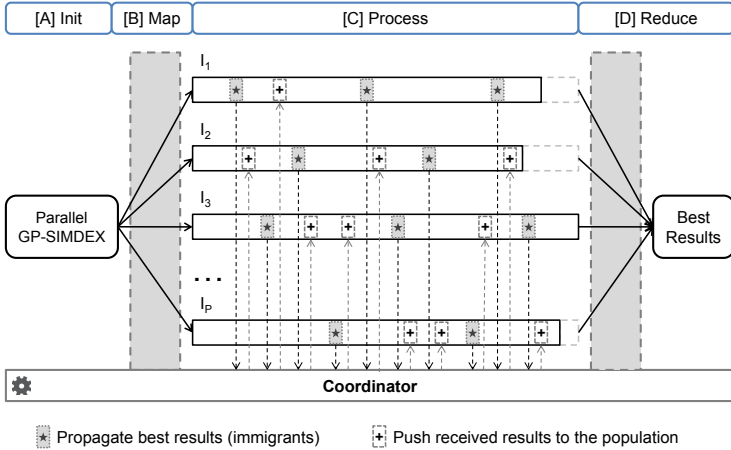 [A] Init
[B] Map
[C] Process
[D] Reduce
I1
I2
I3
...
IP
Parallel
GP-SIMDEX
Best
Results
Coordinator
Propagate best results (immigrants)
Push received results to the population